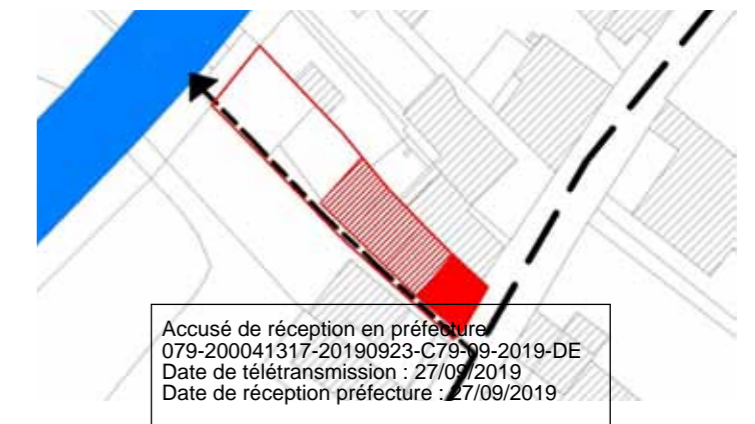 Accusé de réception en préfecture
079-200041317-20190923-C79-09-2019-DE
Date de télétransmission : 27/09/2019
Date de réception préfecture : 27/09/2019